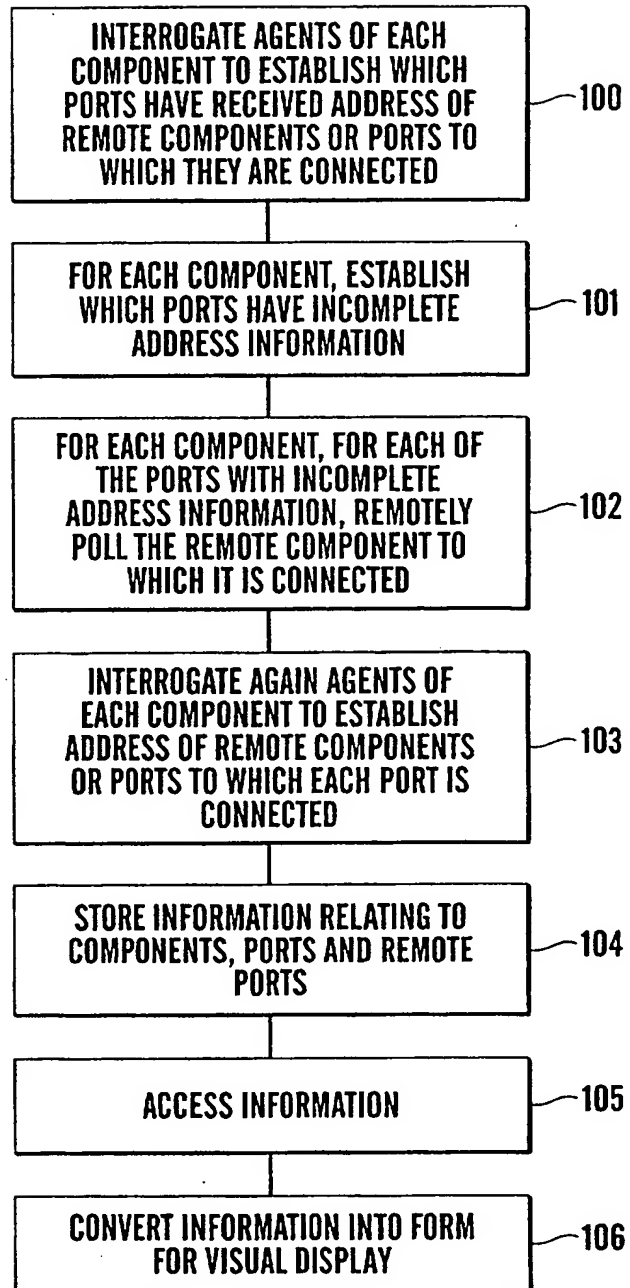 INTERROGATE AGENTS OF EACH
COMPONENT TO ESTABLISH WHICH
PORTS HAVE RECEIVED ADDRESS OF
REMOTE COMPONENTS OR PORTS TO
WHICH THEY ARE CONNECTED
100
FOR EACH COMPONENT, ESTABLISH
WHICH PORTS HAVE INCOMPLETE
ADDRESS INFORMATION
101
FOR EACH COMPONENT, FOR EACH OF
THE PORTS WITH INCOMPLETE
ADDRESS INFORMATION, REMOTELY
POLL THE REMOTE COMPONENT TO
WHICH IT IS CONNECTED
102
INTERROGATE AGAIN AGENTS OF
EACH COMPONENT TO ESTABLISH
ADDRESS OF REMOTE COMPONENTS
OR PORTS TO WHICH EACH PORT IS
CONNECTED
103
STORE INFORMATION RELATING TO
COMPONENTS, PORTS AND REMOTE
PORTS
104
ACCESS INFORMATION
105
CONVERT INFORMATION INTO FORM
FOR VISUAL DISPLAY
106